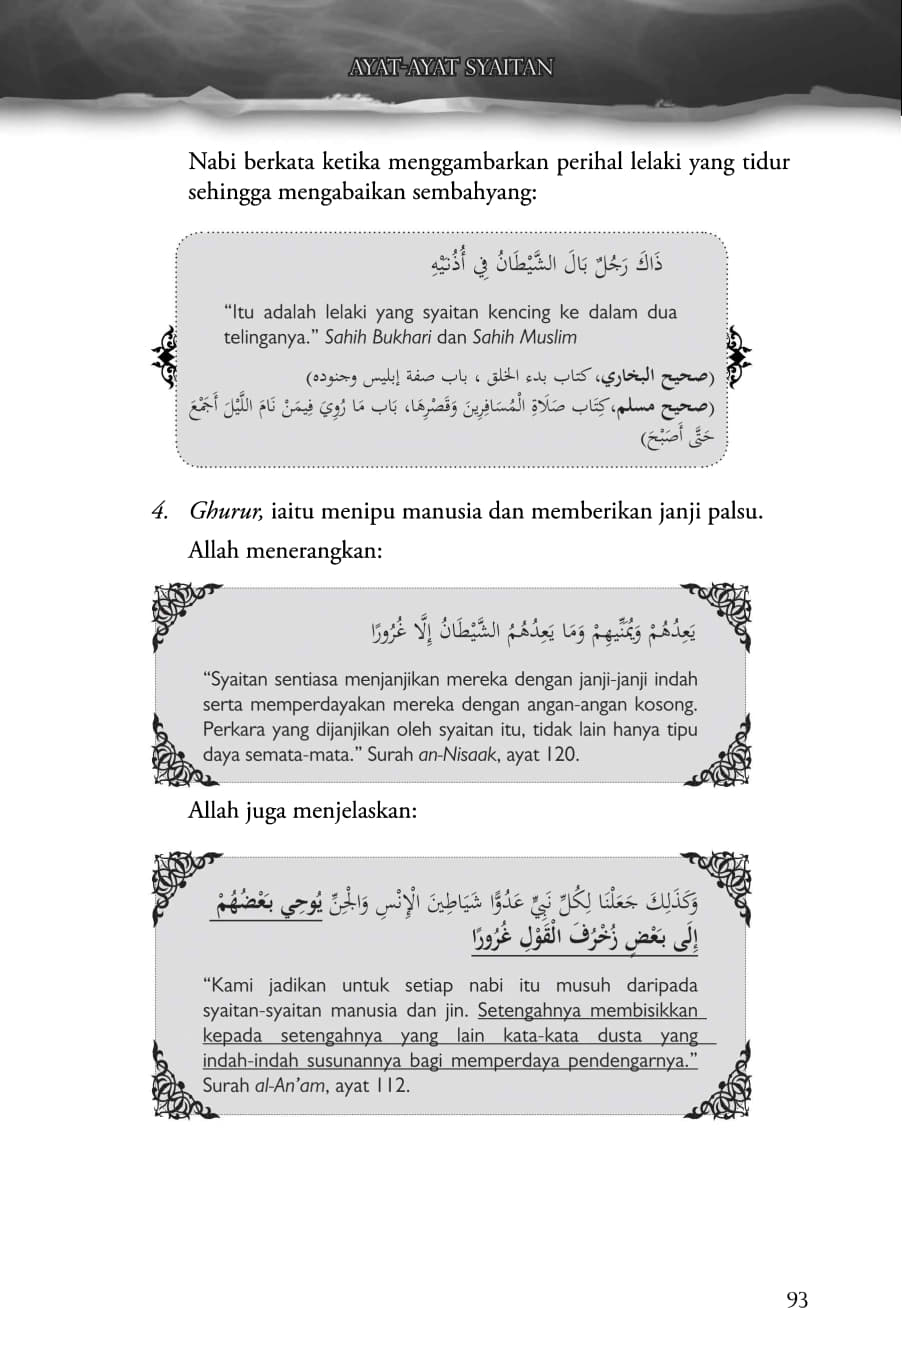 AYAT-AYAT SYAITAN
Nabi berkata ketika menggambarkan perihal lelaki yang tidur
sehingga mengabaikan sembahyang:
ذَاكَ رَجُلٌ بَالَ الشَّيْطَانُ فِي أُذُنَيْهِ
“Itu adalah lelaki yang syaitan kencing ke dalam dua
telinganya.” Sahih Bukhari dan Sahih Muslim
(صحيح البخاري، كتاب بدء الخلق ، باب صفة إبليس وجنوده)
(صحيح مسلم،كِتَاب صَلَاةِ الْمُسَافِرِينَ وَقَصْرِهَا، بَاب مَا رُوِيَ فِيمَنْ نَامَ اللَّيْلَ أَجْمَعَ
حَتَّى أَصْبَحَ)
4. Ghurur, iaitu menipu manusia dan memberikan janji palsu.
Allah menerangkan:
يَعِدُهُمْ وَيُمَنِّيهِمْ وَمَا يَعِدُهُمُ الشَّيْطَانُ إِلَّا غُرُورًا
“Syaitan sentiasa menjanjikan mereka dengan janji-janji indah
serta memperdayakan mereka dengan angan-angan kosong.
Perkara yang dijanjikan oleh syaitan itu, tidak lain hanya tipu
daya semata-mata.” Surah an-Nisaak, ayat 120.
Allah juga menjelaskan:
وَكَذَلِكَ جَعَلْنَا لِكُلِّ نَبِيٍّ عَدُوًّا شَيَاطِينَ الْإِنْسِ وَالْجِنِّ يُوحِي بَعْضُهُمْ
إِلَى بَعْضٍ زُخْرُفَ الْقَوْلِ غُرُورًا
“Kami jadikan untuk setiap nabi itu musuh daripada
syaitan-syaitan manusia dan jin. Setengahnya membisikkan
kepada setengahnya yang lain kata-kata dusta yang
indah-indah susunannya bagi memperdaya pendengarnya.”
Surah al-An’am, ayat 112.
93